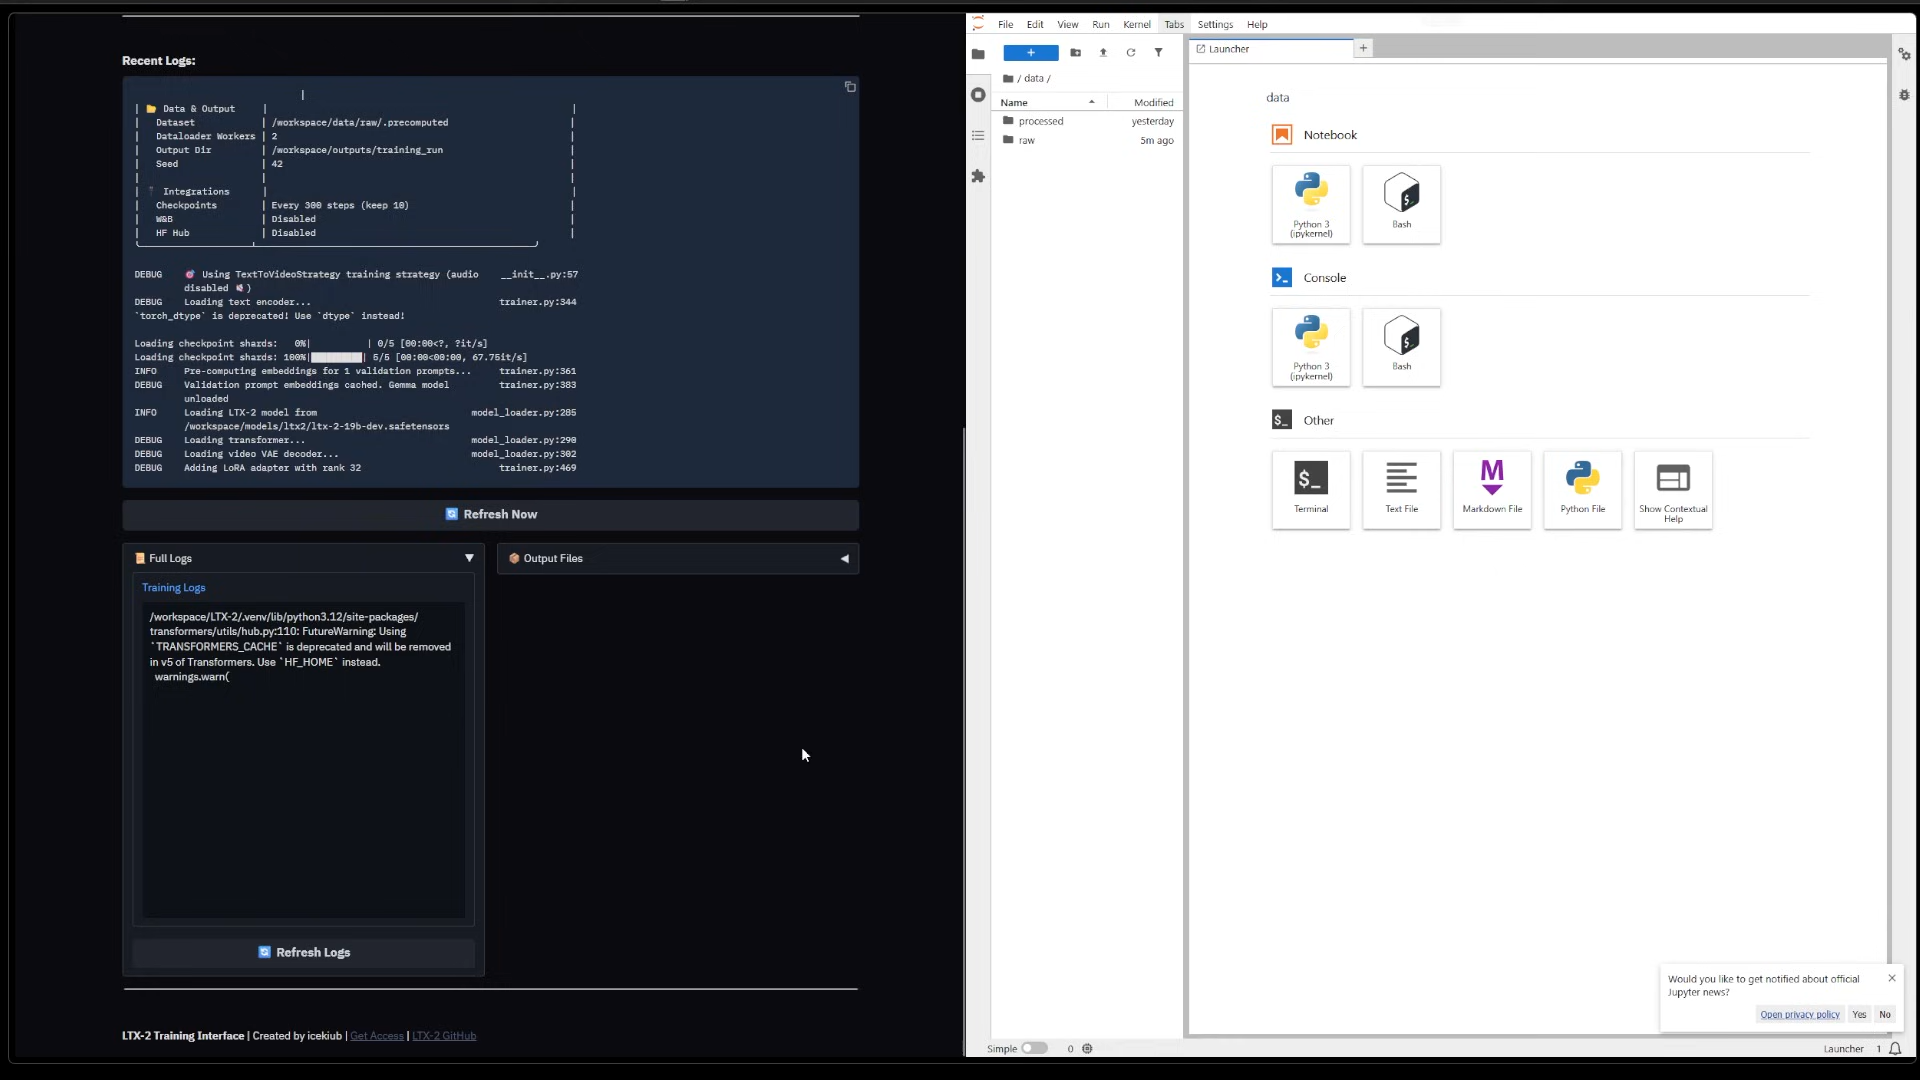 Recent Logs:
Data & Output
Dataset /workspace/data/raw/.precomputed
Dataloader Workers 2
Output Dir /workspace/outputs/training_run
Seed 42
Integrations
Checkpoints Every 300 steps (keep 10)
W&B Disabled
HF Hub Disabled
DEBUG Using TextToVideoStrategy training strategy (audio __init__.py:57
disabled )
DEBUG Loading text encoder... trainer.py:344
`torch_dtype` is deprecated! Use `dtype` instead!
Loading checkpoint shards: 0%| | 0/5 [00:00<?, ?it/s]
Loading checkpoint shards: 100%|██████████| 5/5 [00:00<00:00, 67.75it/s]
INFO Pre-computing embeddings for 1 validation prompts... trainer.py:361
DEBUG Validation prompt embeddings cached. Gemma model trainer.py:383
unloaded
INFO Loading LTX-2 model from model_loader.py:285
/workspace/models/ltx2/ltx-2-19b-dev.safetensors
DEBUG Loading transformer... model_loader.py:290
DEBUG Loading video VAE decoder... model_loader.py:302
DEBUG Adding LoRA adapter with rank 32 trainer.py:469
Refresh Now
Full Logs
Output Files
Training Logs
/workspace/LTX-2/.venv/lib/python3.12/site-packages/
transformers/utils/hub.py:110: FutureWarning: Using
`TRANSFORMERS_CACHE` is deprecated and will be removed
in v5 of Transformers. Use `HF_HOME` instead.
warnings.warn(
Refresh Logs
LTX-2 Training Interface | Created by icekiub | Get Access | LTX-2 GitHub
File Edit View Run Kernel Tabs Settings Help
+
/ data /
Name Modified
processed yesterday
raw 5m ago
Launcher +
data
Notebook
Python 3
(ipykernel)
Bash
Console
Python 3
(ipykernel)
Bash
$_ Other
Terminal
Text File
Markdown File
Python File
Show Contextual
Help
Would you like to get notified about official
Jupyter news?
Open privacy policy Yes No
Simple 0 Launcher 1